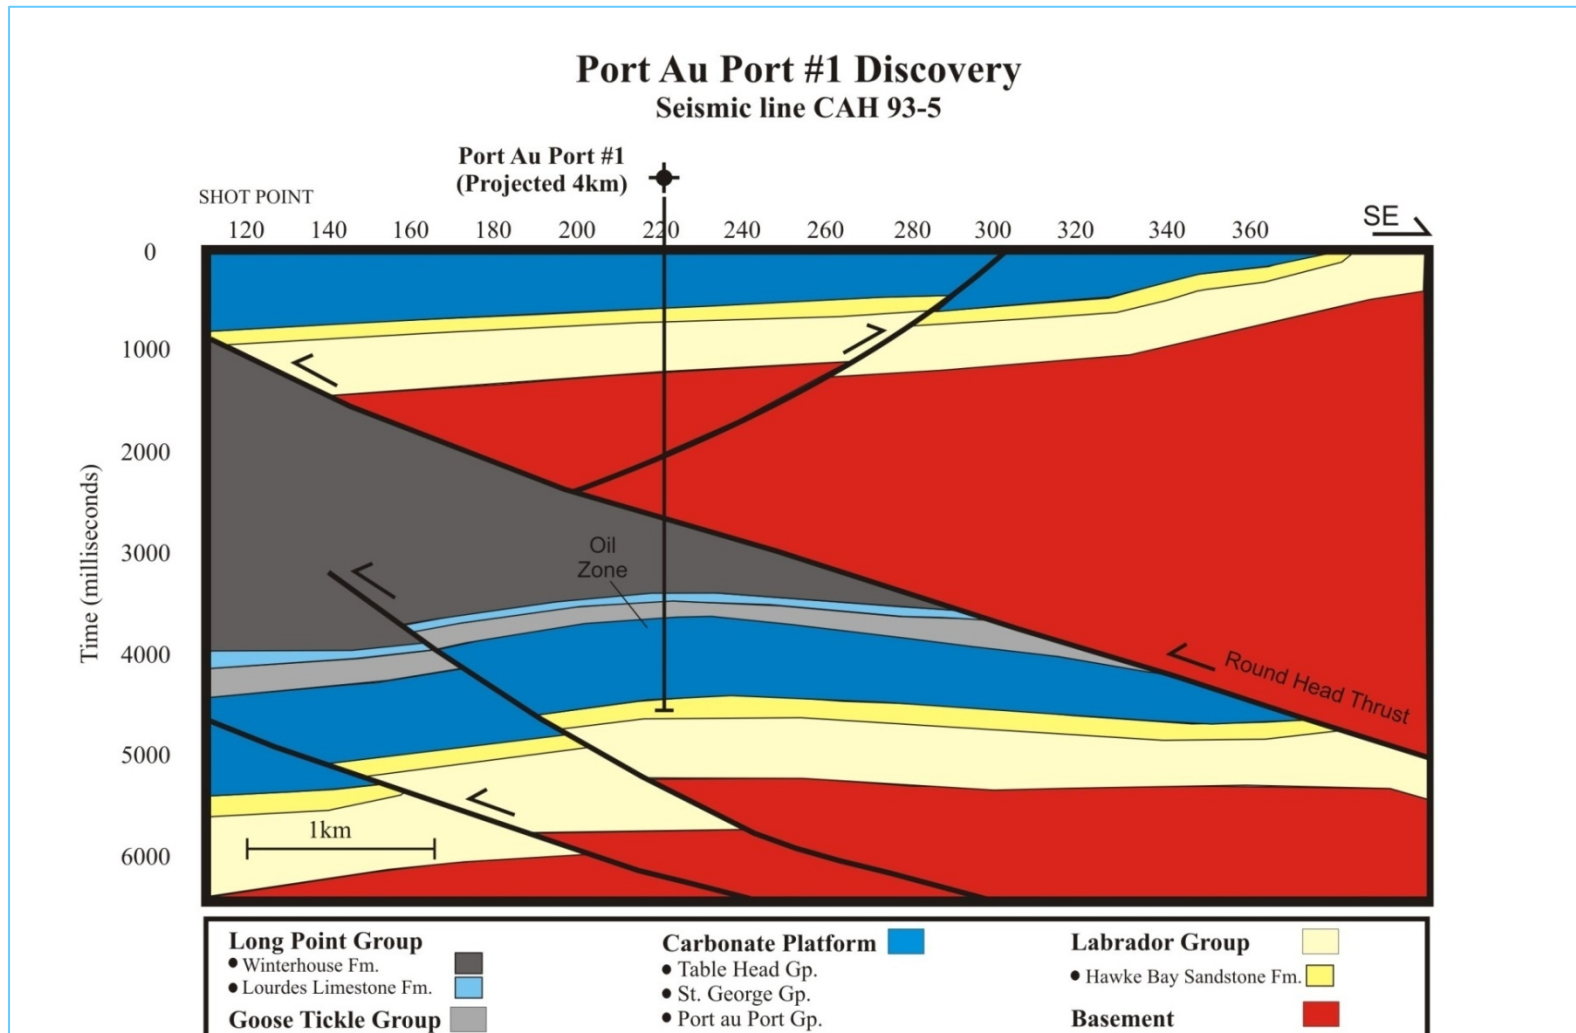 Port Au Port #1 Discovery
Seismic line CAH 93-5
Port Au Port #1
(Projected 4km)
SHOT POINT
SE
120 140 160 180 200 220 240 260 280 300 320 340 360
0
1000
2000
3000
4000
5000
6000
Time (milliseconds)
Oil
Zone
Round Head Thrust
1km
Long Point Group
• Winterhouse Fm.
• Lourdes Limestone Fm.
Goose Tickle Group
Carbonate Platform
• Table Head Gp.
• St. George Gp.
• Port au Port Gp.
Labrador Group
• Hawke Bay Sandstone Fm.
Basement